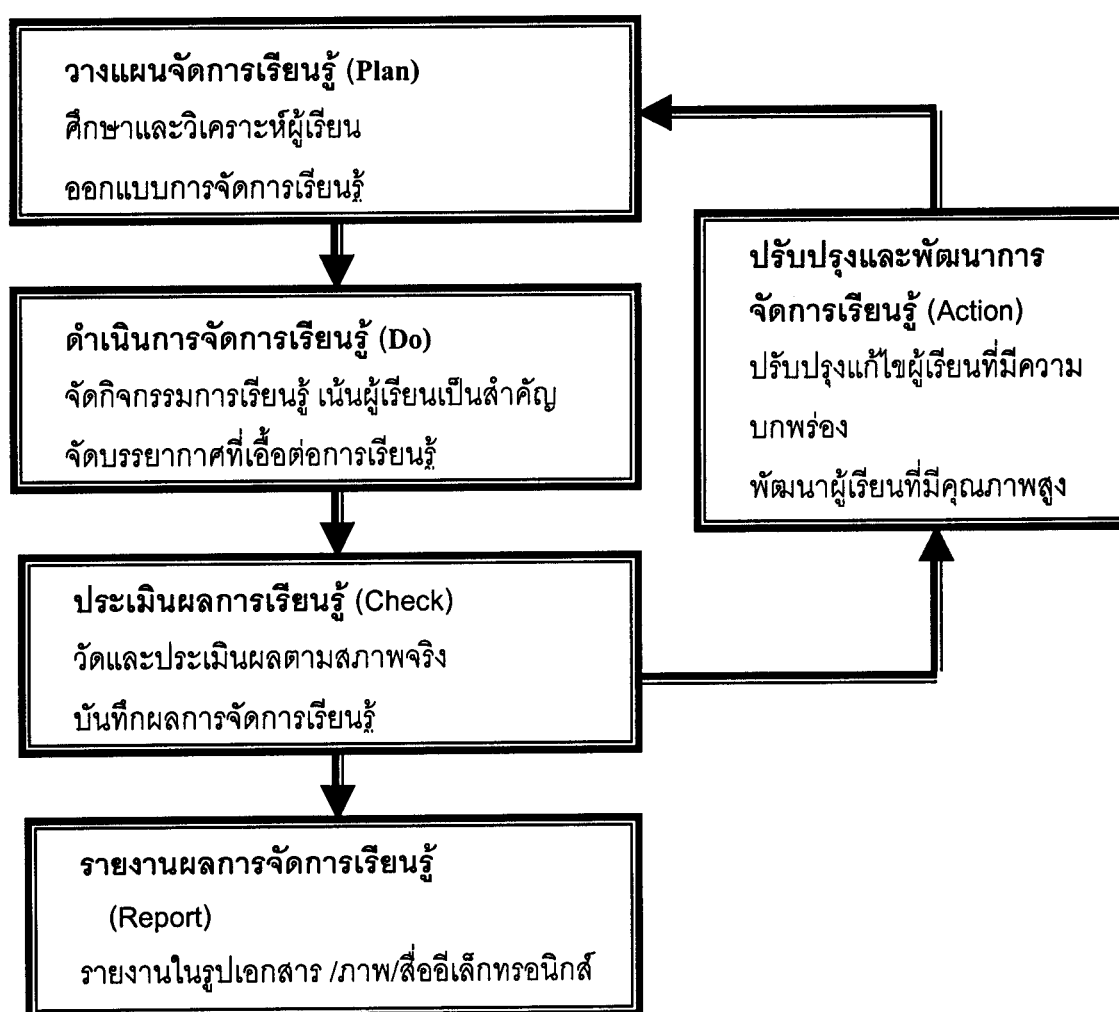 วางแผนจัดการเรียนรู้ (Plan)
ศึกษาและวิเคราะห์ผู้เรียน
ออกแบบการจัดการเรียนรู้
ดำเนินการจัดการเรียนรู้ (Do)
จัดกิจกรรมการเรียนรู้ เน้นผู้เรียนเป็นสำคัญ
จัดบรรยากาศที่เอื้อต่อการเรียนรู้
ประเมินผลการเรียนรู้ (Check)
วัดและประเมินผลตามสภาพจริง
บันทึกผลการจัดการเรียนรู้
รายงานผลการจัดการเรียนรู้
(Report)
รายงานในรูปเอกสาร /ภาพ/สื่ออีเล็กทรอนิกส์
ปรับปรุงและพัฒนาการ
จัดการเรียนรู้ (Action)
ปรับปรุงแก้ไขผู้เรียนที่มีความ
บกพร่อง
พัฒนาผู้เรียนที่มีคุณภาพสูง